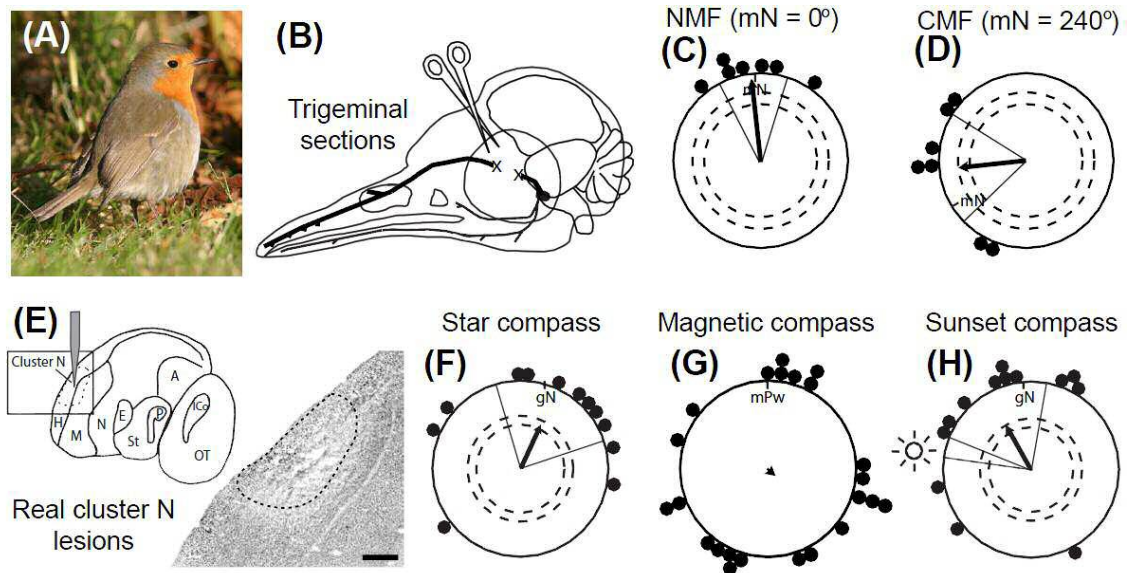 (A)
(B)
Trigeminal
sections
X
X
NMF (mN = 0º)
(C)
mN
CMF (mN = 240º)
(D)
mN
(E)
Cluster N
A
H
M
N
E
St
P
ICo
OT
Real cluster N
lesions
Star compass
(F)
gN
Magnetic compass
(G)
mPw
Sunset compass
(H)
gN